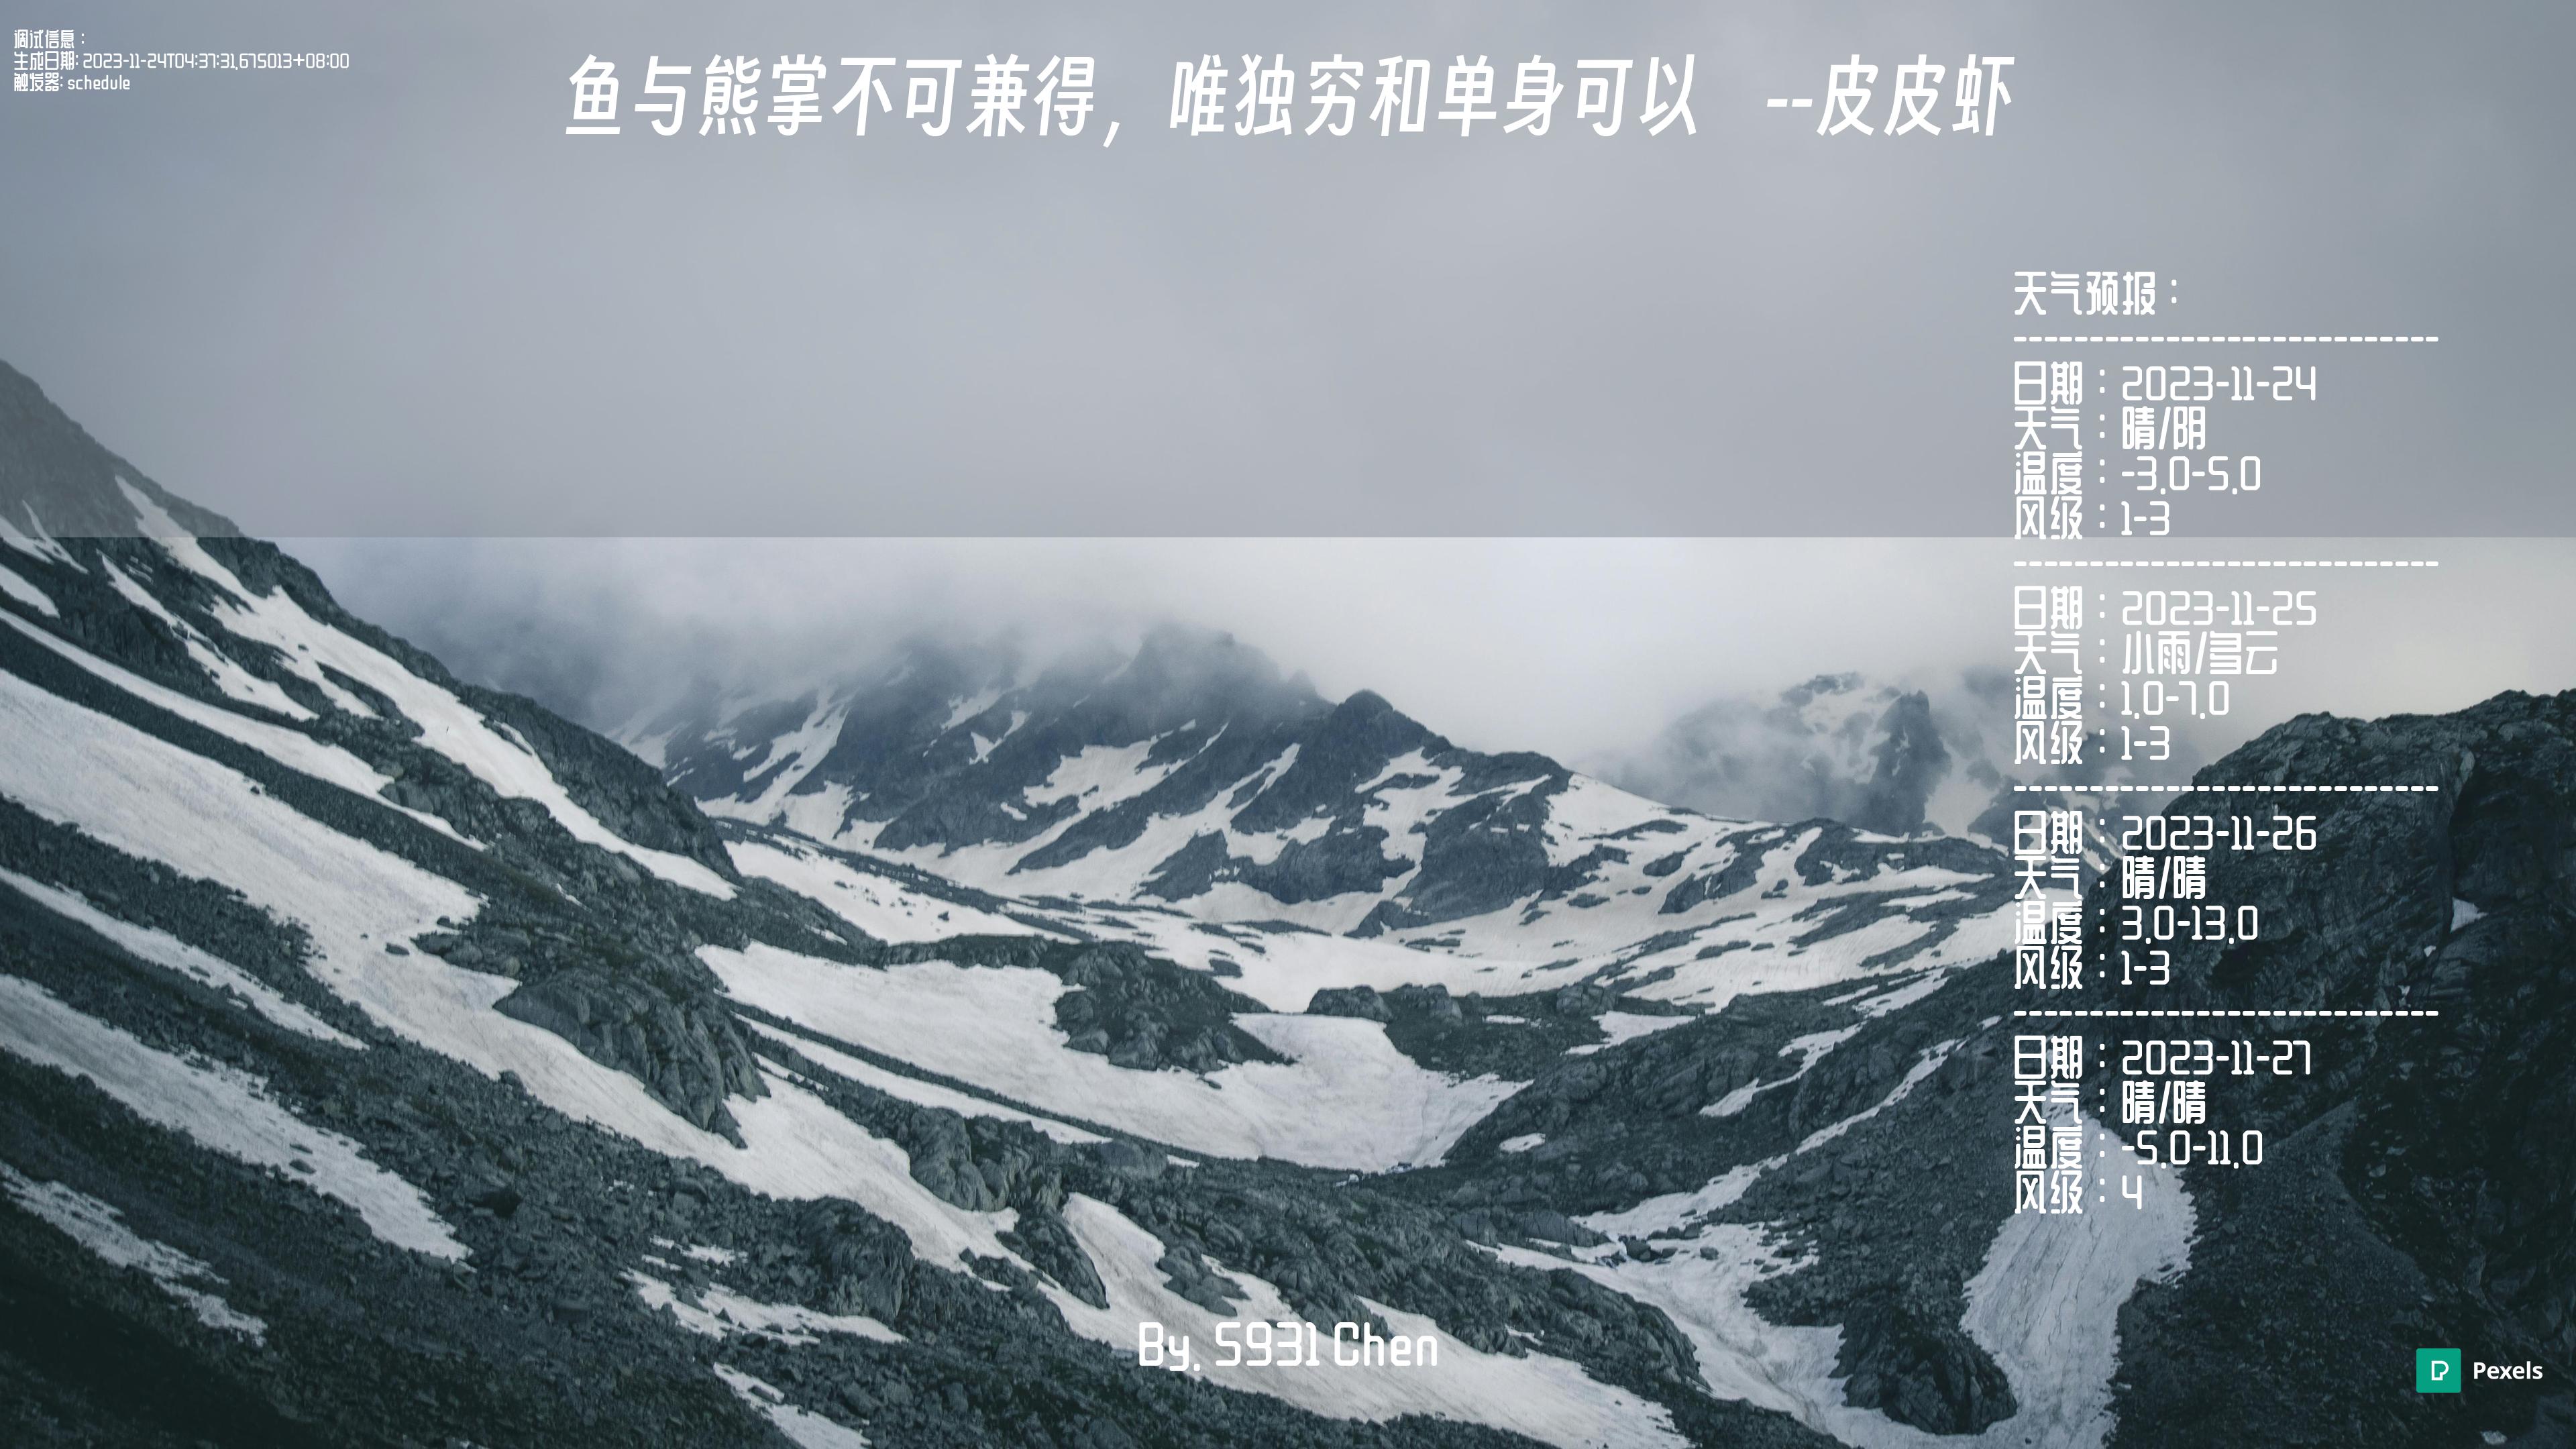 调试信息：
生成日期: 2023-11-24T04:37:31.675013+08:00
触发器: schedule
鱼与熊掌不可兼得，唯独穷和单身可以 --皮皮虾
天气预报：
----------------------------
日期：2023-11-24
天气：晴/阴
温度：-3.0-5.0
风级：1-3
----------------------------
日期：2023-11-25
天气：小雨/多云
温度：1.0-7.0
风级：1-3
----------------------------
日期：2023-11-26
天气：晴/晴
温度：3.0-13.0
风级：1-3
----------------------------
日期：2023-11-27
天气：晴/晴
温度：-5.0-11.0
风级：4
By. S931 Chen
Pexels